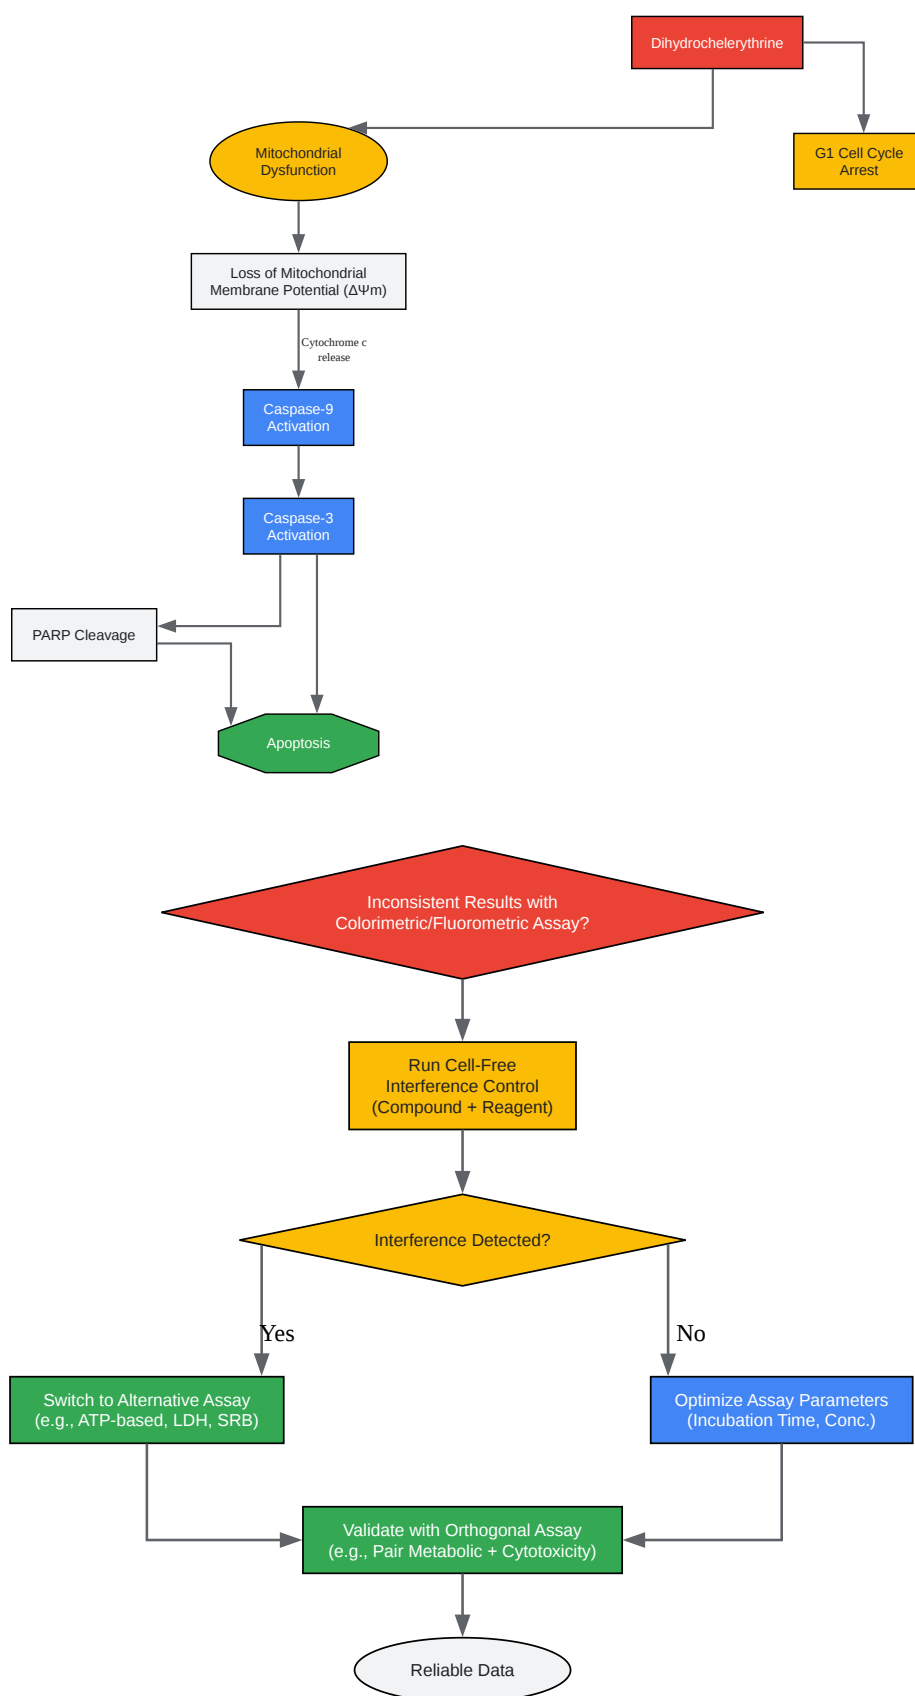 Dihydrochelerythrine
Mitochondrial
Dysfunction
G1 Cell Cycle
Arrest
Loss of Mitochondrial
Membrane Potential (ΔΨm)
Cytochrome c
release
Caspase-9
Activation
Caspase-3
Activation
PARP Cleavage
Apoptosis
Inconsistent Results with
Colorimetric/Fluorometric Assay?
Run Cell-Free
Interference Control
(Compound + Reagent)
Interference Detected?
Yes
No
Switch to Alternative Assay
(e.g., ATP-based, LDH, SRB)
Optimize Assay Parameters
(Incubation Time, Conc.)
Validate with Orthogonal Assay
(e.g., Pair Metabolic + Cytotoxicity)
Reliable Data